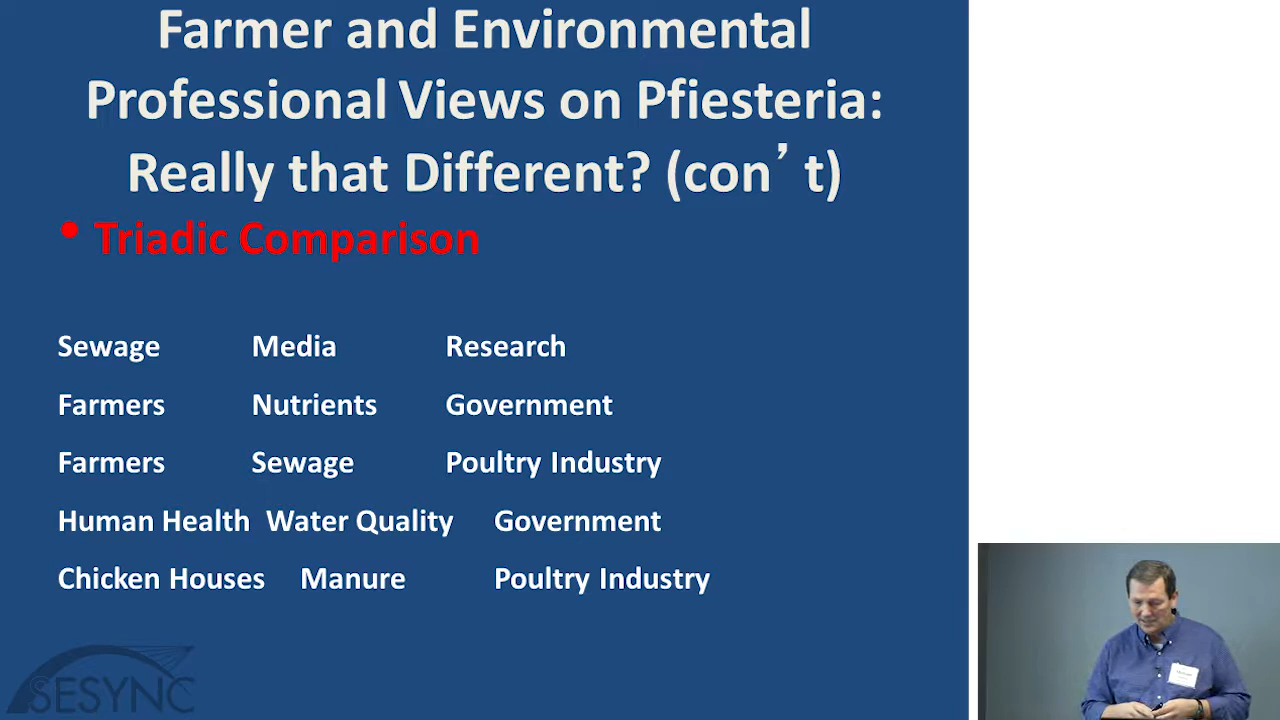 Farmer and Environmental
Professional Views on Pfiesteria:
Really that Different? (con’ t)
• Triadic Comparison
Sewage Media Research
Farmers Nutrients Government
Farmers Sewage Poultry Industry
Human Health Water Quality Government
Chicken Houses Manure Poultry Industry
SESYNC